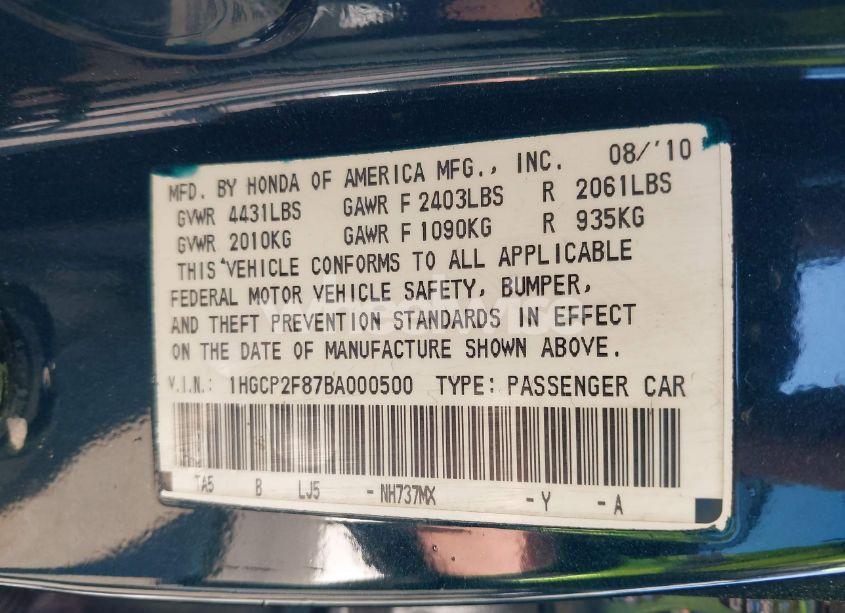 MFD. BY HONDA OF AMERICA MFG., INC. 08/'10
GVWR 4431LBS GAWR F 2403LBS R 2061LBS
GVWR 2010KG GAWR F 1090KG R 935KG
THIS VEHICLE CONFORMS TO ALL APPLICABLE
FEDERAL MOTOR VEHICLE SAFETY, BUMPER,
AND THEFT PREVENTION STANDARDS IN EFFECT
ON THE DATE OF MANUFACTURE SHOWN ABOVE.
V.I.N.: 1HGCP2F87BA000500 TYPE: PASSENGER CAR
TA5 B LJ5 - NH737MX - Y - A